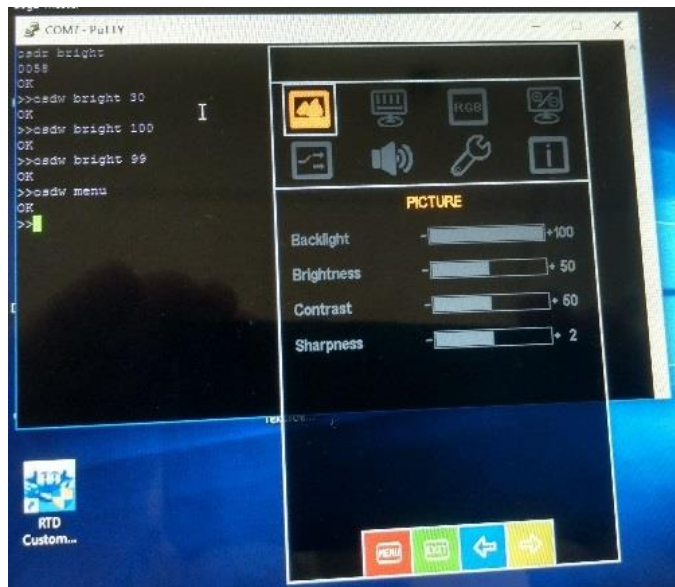 COM7 - PuTTY
osdr bright
0058
OK
>>osdw bright 30
OK
>>osdw bright 100
OK
>>osdw bright 99
OK
>>osdw menu
OK
>>
RGB
PICTURE
Backlight - +100
Brightness - + 50
Contrast - + 60
Sharpness - + 2
RTD
Custom...
MENU
EXIT